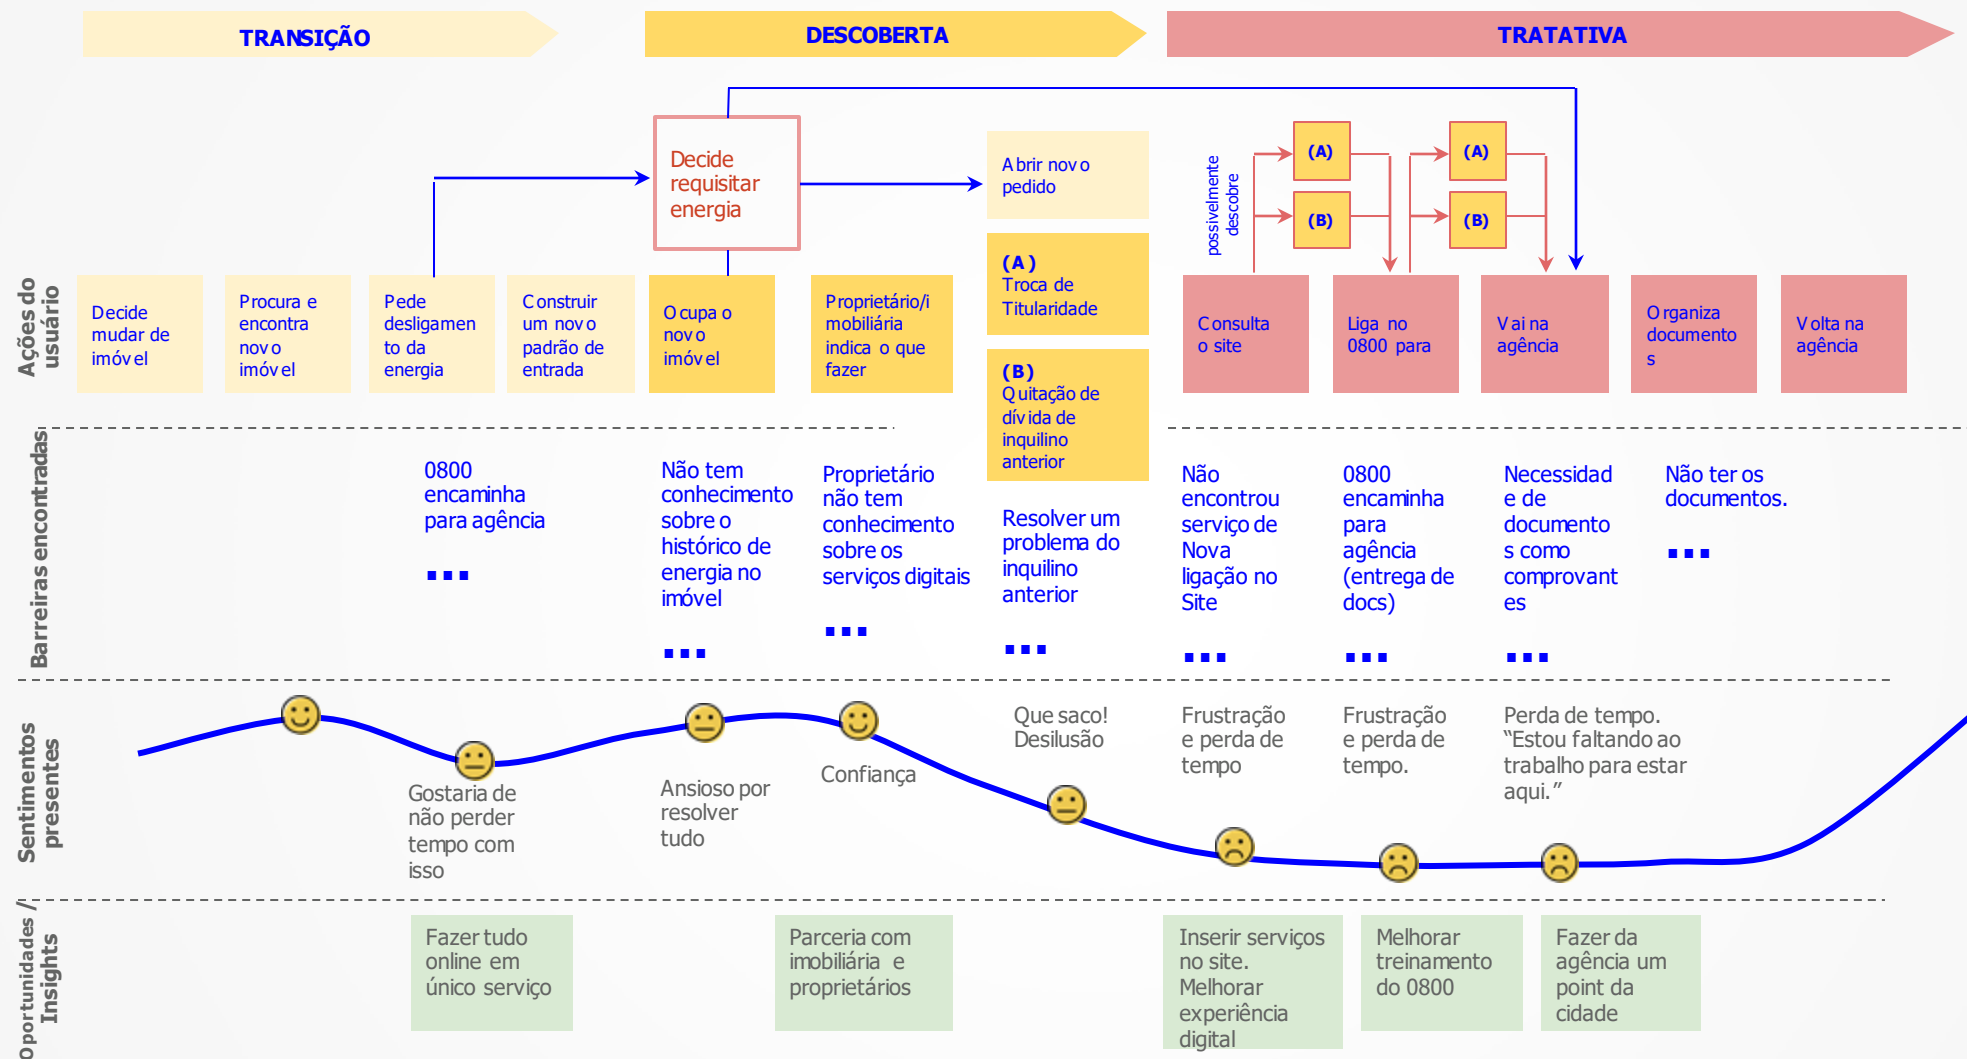 TRANSIÇÃO
DESCOBERTA
TRATATIVA
Decide
requisitar
energia
Abrir novo
pedido
possivelmente
descobre
(A)
(B)
(A)
(B)
(A)
Troca de
Titularidade
(B)
Quitação de
dívida de
inquilino
anterior
Ações do
usuário
Decide
mudar de
imóvel
Procura e
encontra
novo
imóvel
Pede
desligamen
to da
energia
Construir
um novo
padrão de
entrada
Ocupa o
novo
imóvel
Proprietário/i
mobiliária
indica o que
fazer
Consulta
o site
Liga no
0800 para
Vai na
agência
Organiza
documento
s
Volta na
agência
Barreiras encontradas
0800
encaminha
para agência
...
Não tem
conhecimento
sobre o
histórico de
energia no
imóvel
...
Proprietário
não tem
conhecimento
sobre os
serviços digitais
...
Resolver um
problema do
inquilino
anterior
...
Não
encontrou
serviço de
Nova
ligação no
Site
...
0800
encaminha
para
agência
(entrega de
docs)
...
Necessidad
e de
documento
s como
comprovant
es
...
Não ter os
documentos.
...
Sentimentos
presentes
Gostaria de
não perder
tempo com
isso
Ansioso por
resolver
tudo
Confiança
Que saco!
Desilusão
Frustração
e perda de
tempo
Frustração
e perda de
tempo.
Perda de tempo.
“Estou faltando ao
trabalho para estar
aqui.”
Oportunidades /
Insights
Fazer tudo
online em
único serviço
Parceria com
imobiliária e
proprietários
Inserir serviços
no site.
Melhorar
experiência
digital
Melhorar
treinamento
do 0800
Fazer da
agência um
point da
cidade